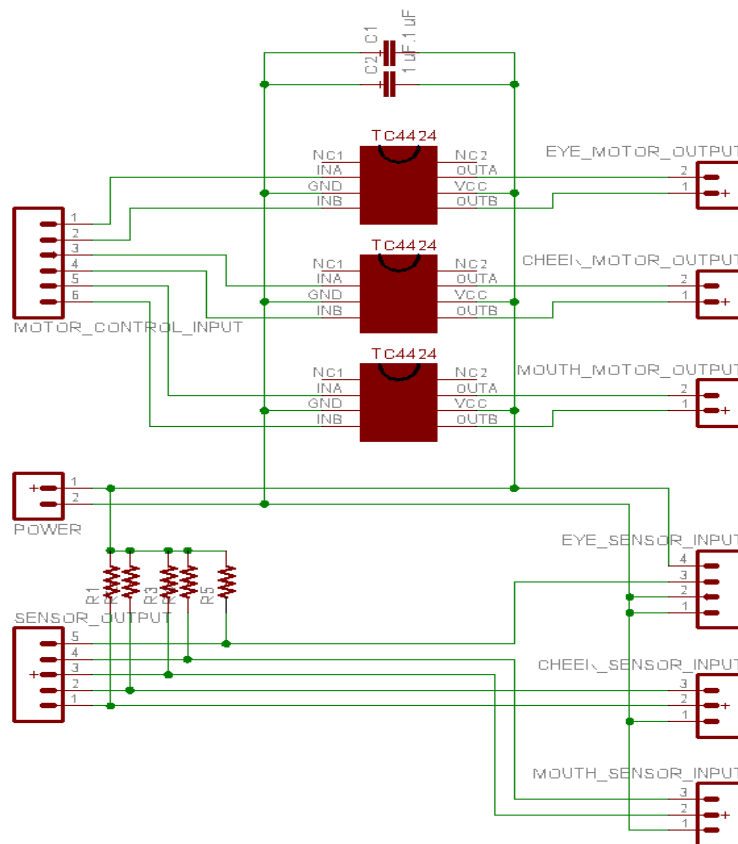 C1
.1 uF
C2
1 uF
TC4424
NC1 NC2
INA OUTA
GND VCC
INB OUTB
EYE_MOTOR_OUTPUT
2
1
1
2
3
4
5
6
MOTOR_CONTROL_INPUT
TC4424
NC1 NC2
INA OUTA
GND VCC
INB OUTB
CHEEK_MOTOR_OUTPUT
2
1
TC4424
NC1 NC2
INA OUTA
GND VCC
INB OUTB
MOUTH_MOTOR_OUTPUT
2
1
1
2
POWER
R1
R3
R5
EYE_SENSOR_INPUT
4
3
2
1
SENSOR_OUTPUT
5
4
3
2
1
CHEEK_SENSOR_INPUT
3
2
1
MOUTH_SENSOR_INPUT
3
2
1